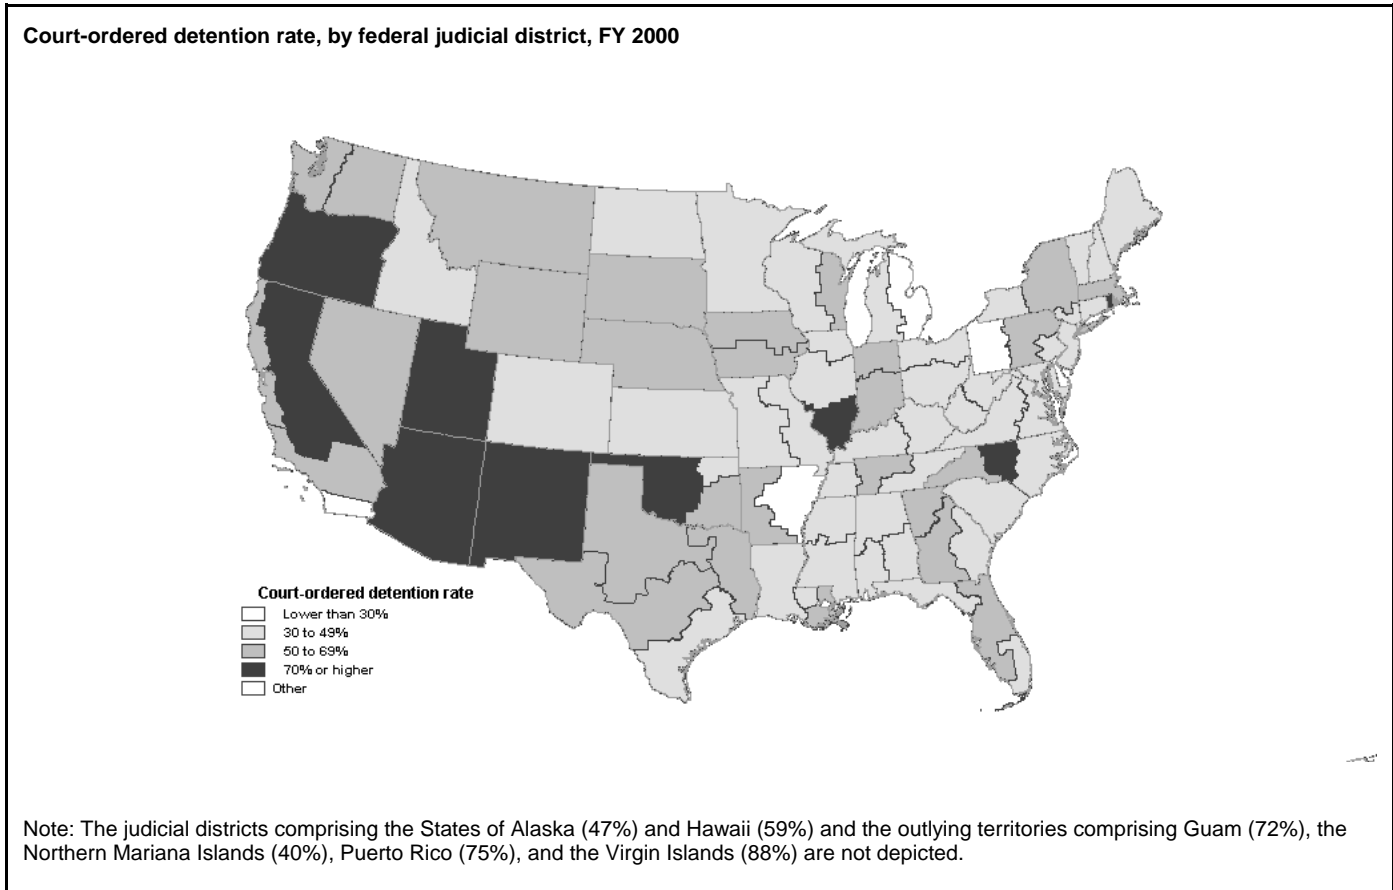 Court-ordered detention rate, by federal judicial district, FY 2000
Court-ordered detention rate
Lower than 30%
30 to 49%
50 to 69%
70% or higher
Other
Note: The judicial districts comprising the States of Alaska (47%) and Hawaii (59%) and the outlying territories comprising Guam (72%), the
Northern Mariana Islands (40%), Puerto Rico (75%), and the Virgin Islands (88%) are not depicted.